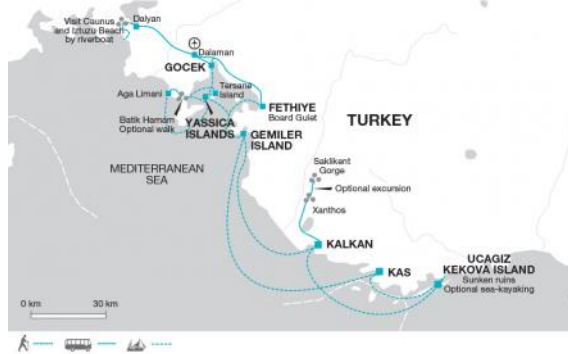 Visit Caunus
and Iztuzu Beach
by riverboat
Dalyan
Dalaman
GOCEK
Aga Limani
Tersane
Island
Batik Hamam
Optional walk
YASSICA
ISLANDS
FETHIYE
Board Gulet
GEMILER
ISLAND
TURKEY
MEDITERRANEAN
SEA
Saklikent
Gorge
Optional excursion
Xanthos
KALKAN
KAS
UCAGIZ
KEKOVA ISLAND
Sunken ruins
Optional sea-kayaking
0 km
30 km